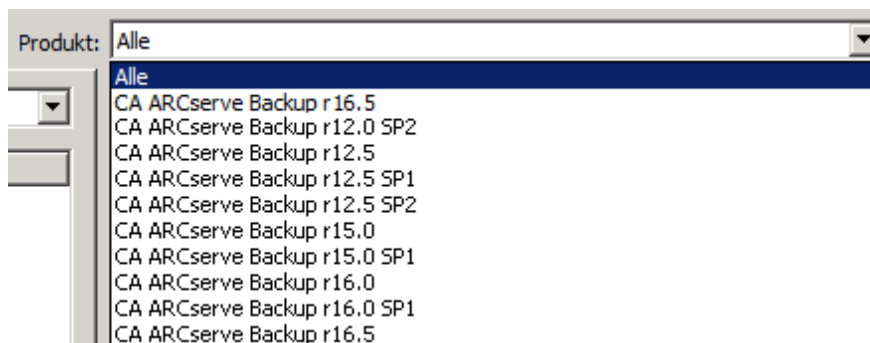 Produkt: Alle
Alle
CA ARCserve Backup r16.5
CA ARCserve Backup r12.0 SP2
CA ARCserve Backup r12.5
CA ARCserve Backup r12.5 SP1
CA ARCserve Backup r12.5 SP2
CA ARCserve Backup r15.0
CA ARCserve Backup r15.0 SP1
CA ARCserve Backup r16.0
CA ARCserve Backup r16.0 SP1
CA ARCserve Backup r16.5